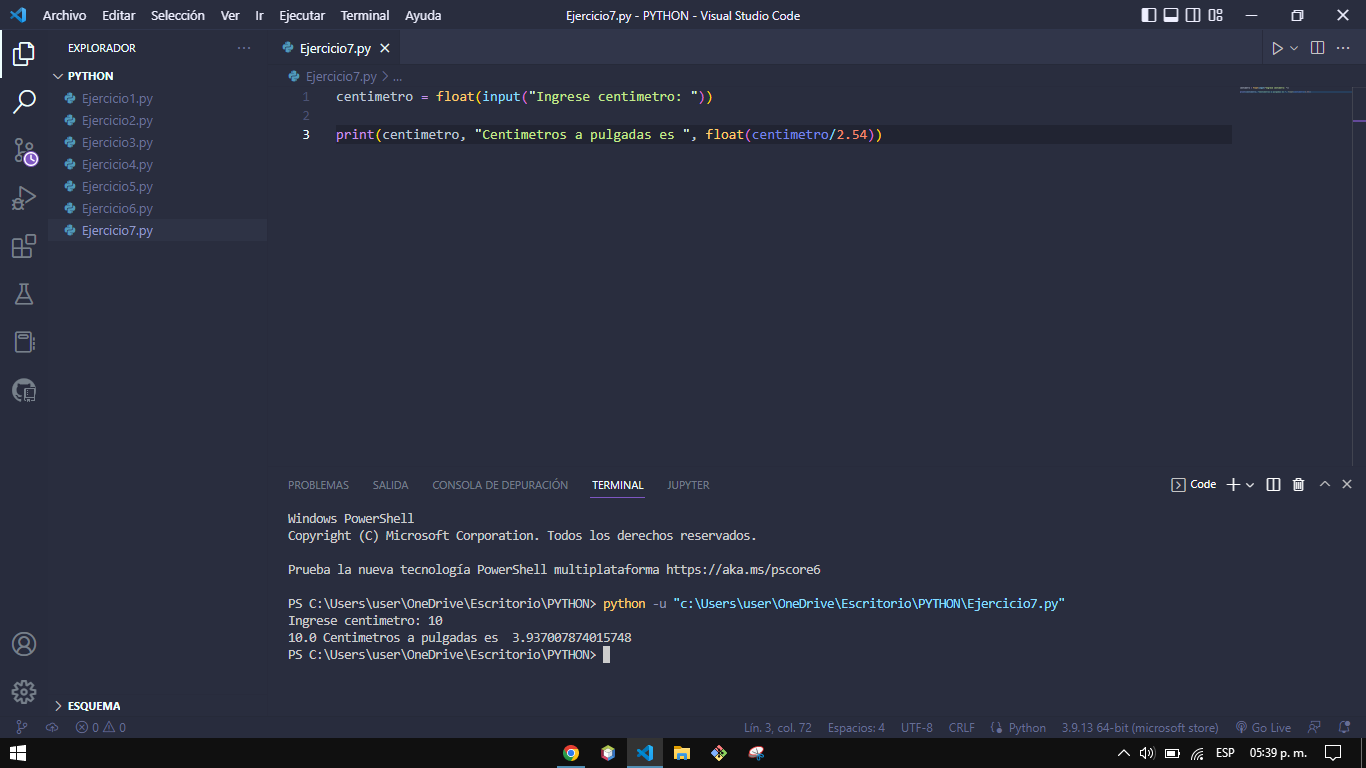 Archivo Editar Selección Ver Ir Ejecutar Terminal Ayuda
Ejercicio7.py - PYTHON - Visual Studio Code
EXPLORADOR
PYTHON
Ejercicio1.py
Ejercicio2.py
Ejercicio3.py
Ejercicio4.py
Ejercicio5.py
Ejercicio6.py
Ejercicio7.py
ESQUEMA
Ejercicio7.py
Ejercicio7.py > ...
1 centimetro = float(input("Ingrese centimetro: "))
2
3 print(centimetro, "Centimetros a pulgadas es ", float(centimetro/2.54))
PROBLEMAS SALIDA CONSOLA DE DEPURACIÓN TERMINAL JUPYTER
Code
Windows PowerShell
Copyright (C) Microsoft Corporation. Todos los derechos reservados.
Prueba la nueva tecnología PowerShell multiplataforma https://aka.ms/pscore6
PS C:\Users\user\OneDrive\Escritorio\PYTHON> python -u "c:\Users\user\OneDrive\Escritorio\PYTHON\Ejercicio7.py"
Ingrese centimetro: 10
10.0 Centimetros a pulgadas es  3.937007874015748
PS C:\Users\user\OneDrive\Escritorio\PYTHON>
0 0 Lín. 3, col. 72 Espacios: 4 UTF-8 CRLF Python 3.9.13 64-bit (microsoft store) Go Live
ESP 05:39 p. m.